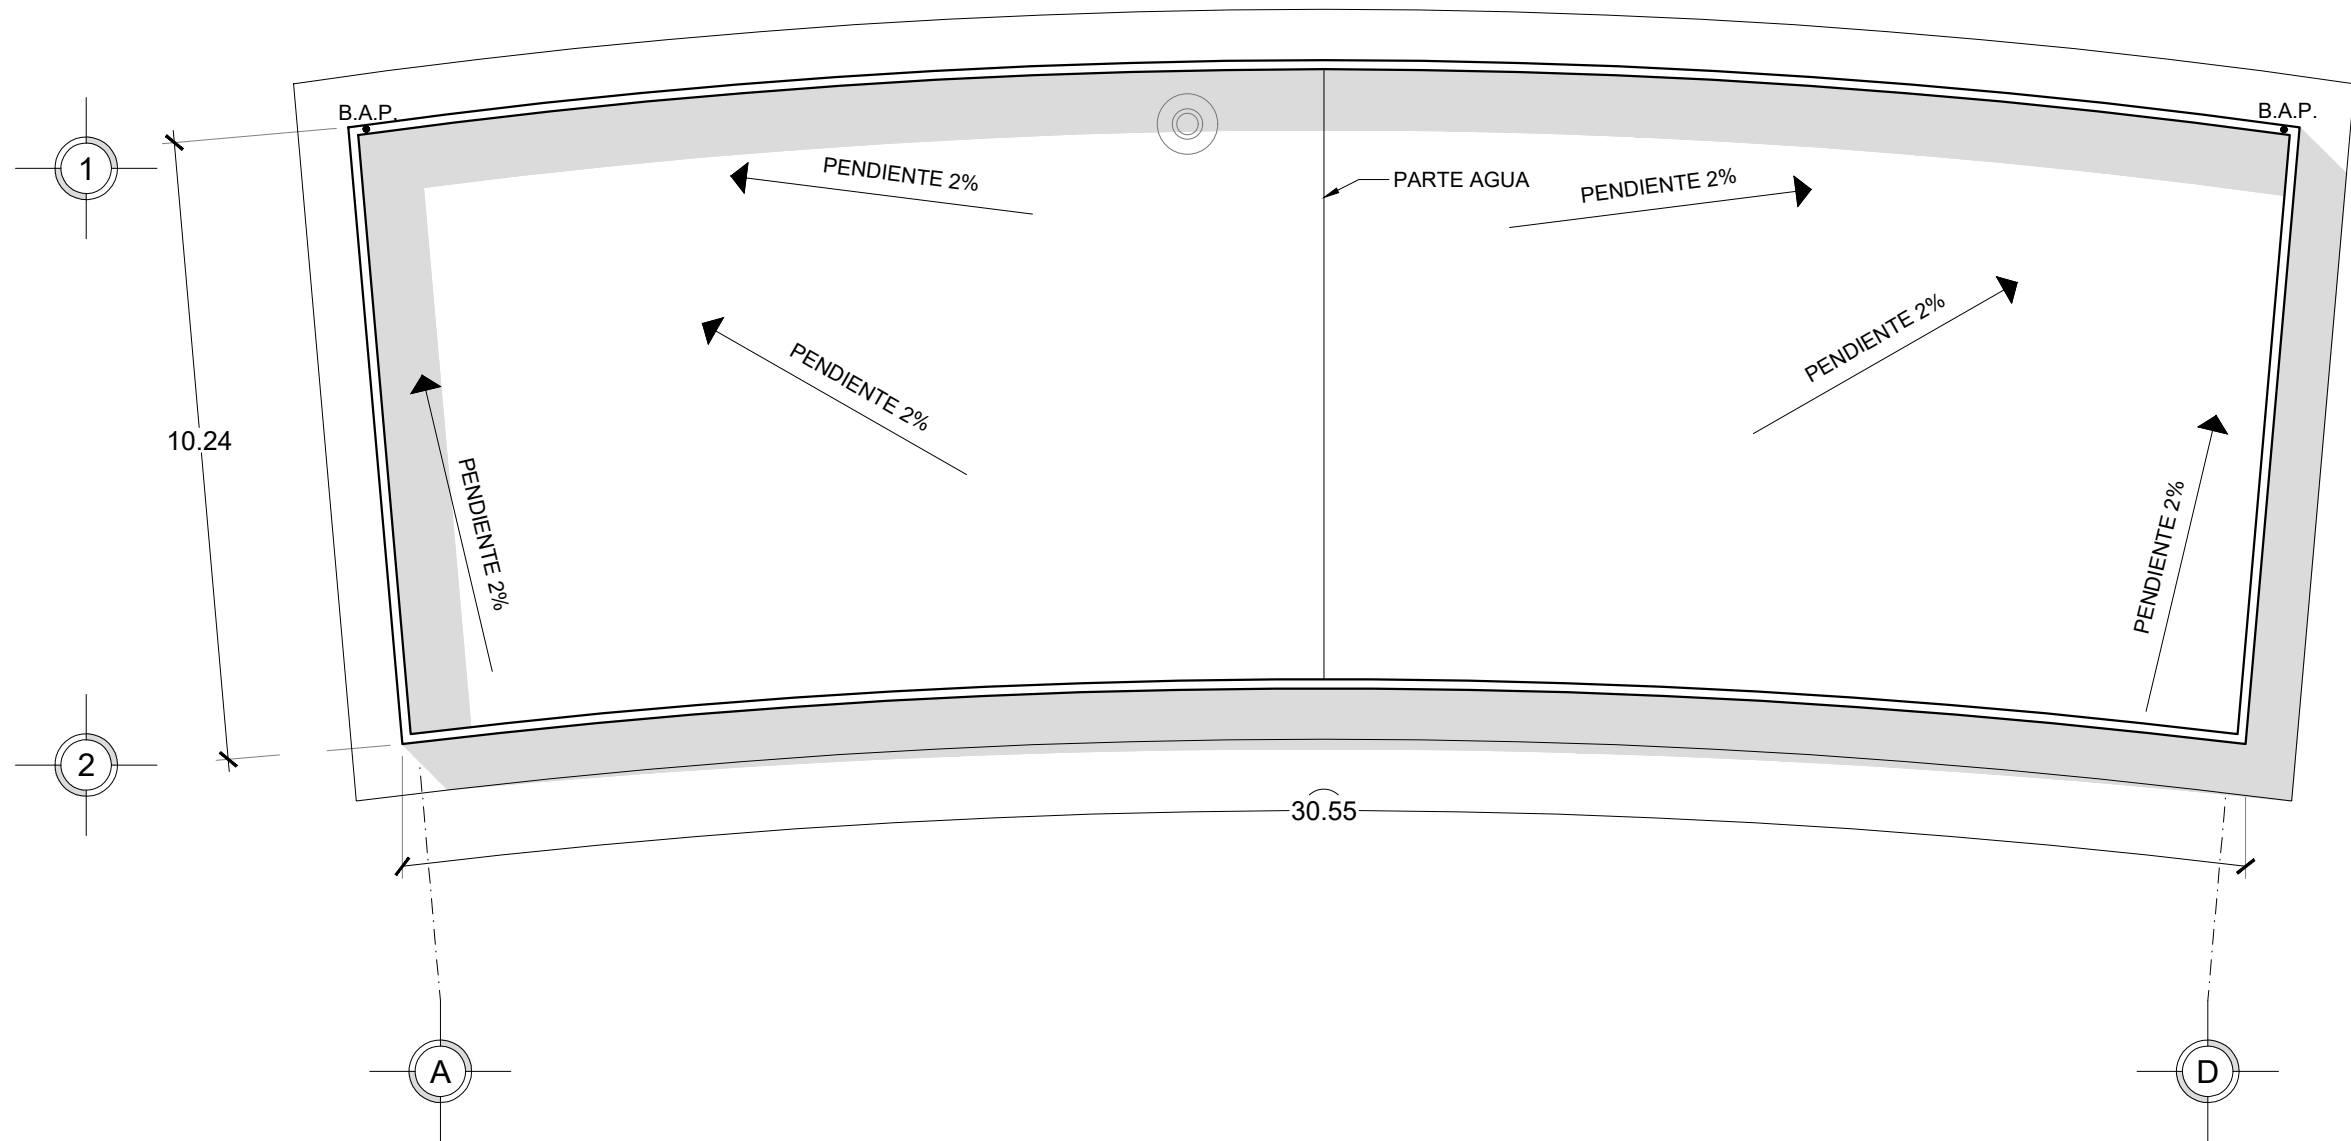 B.A.P.
B.A.P.
1
PENDIENTE 2%
PARTE AGUA
PENDIENTE 2%
PENDIENTE 2%
PENDIENTE 2%
10.24
PENDIENTE 2%
PENDIENTE 2%
2
30.55
A
D